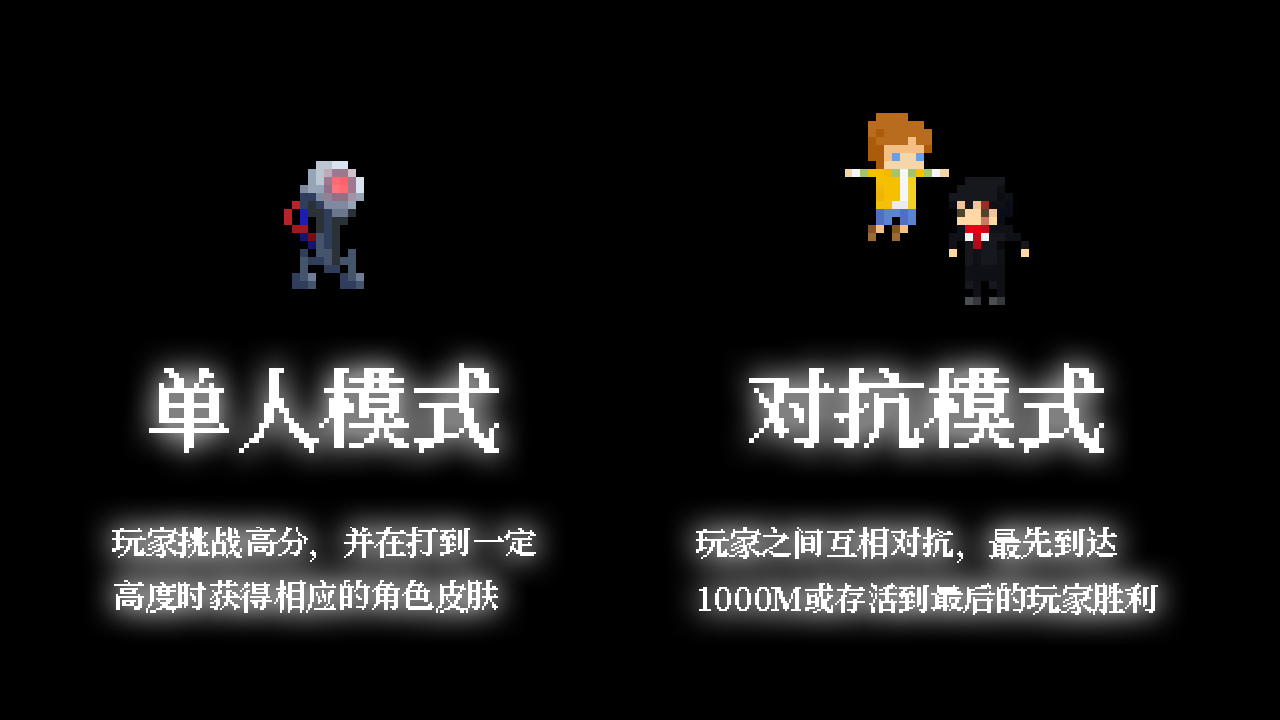 单人模式
玩家挑战高分，并在打到一定
高度时获得相应的角色皮肤
对抗模式
玩家之间互相对抗，最先到达
1000M或存活到最后的玩家胜利